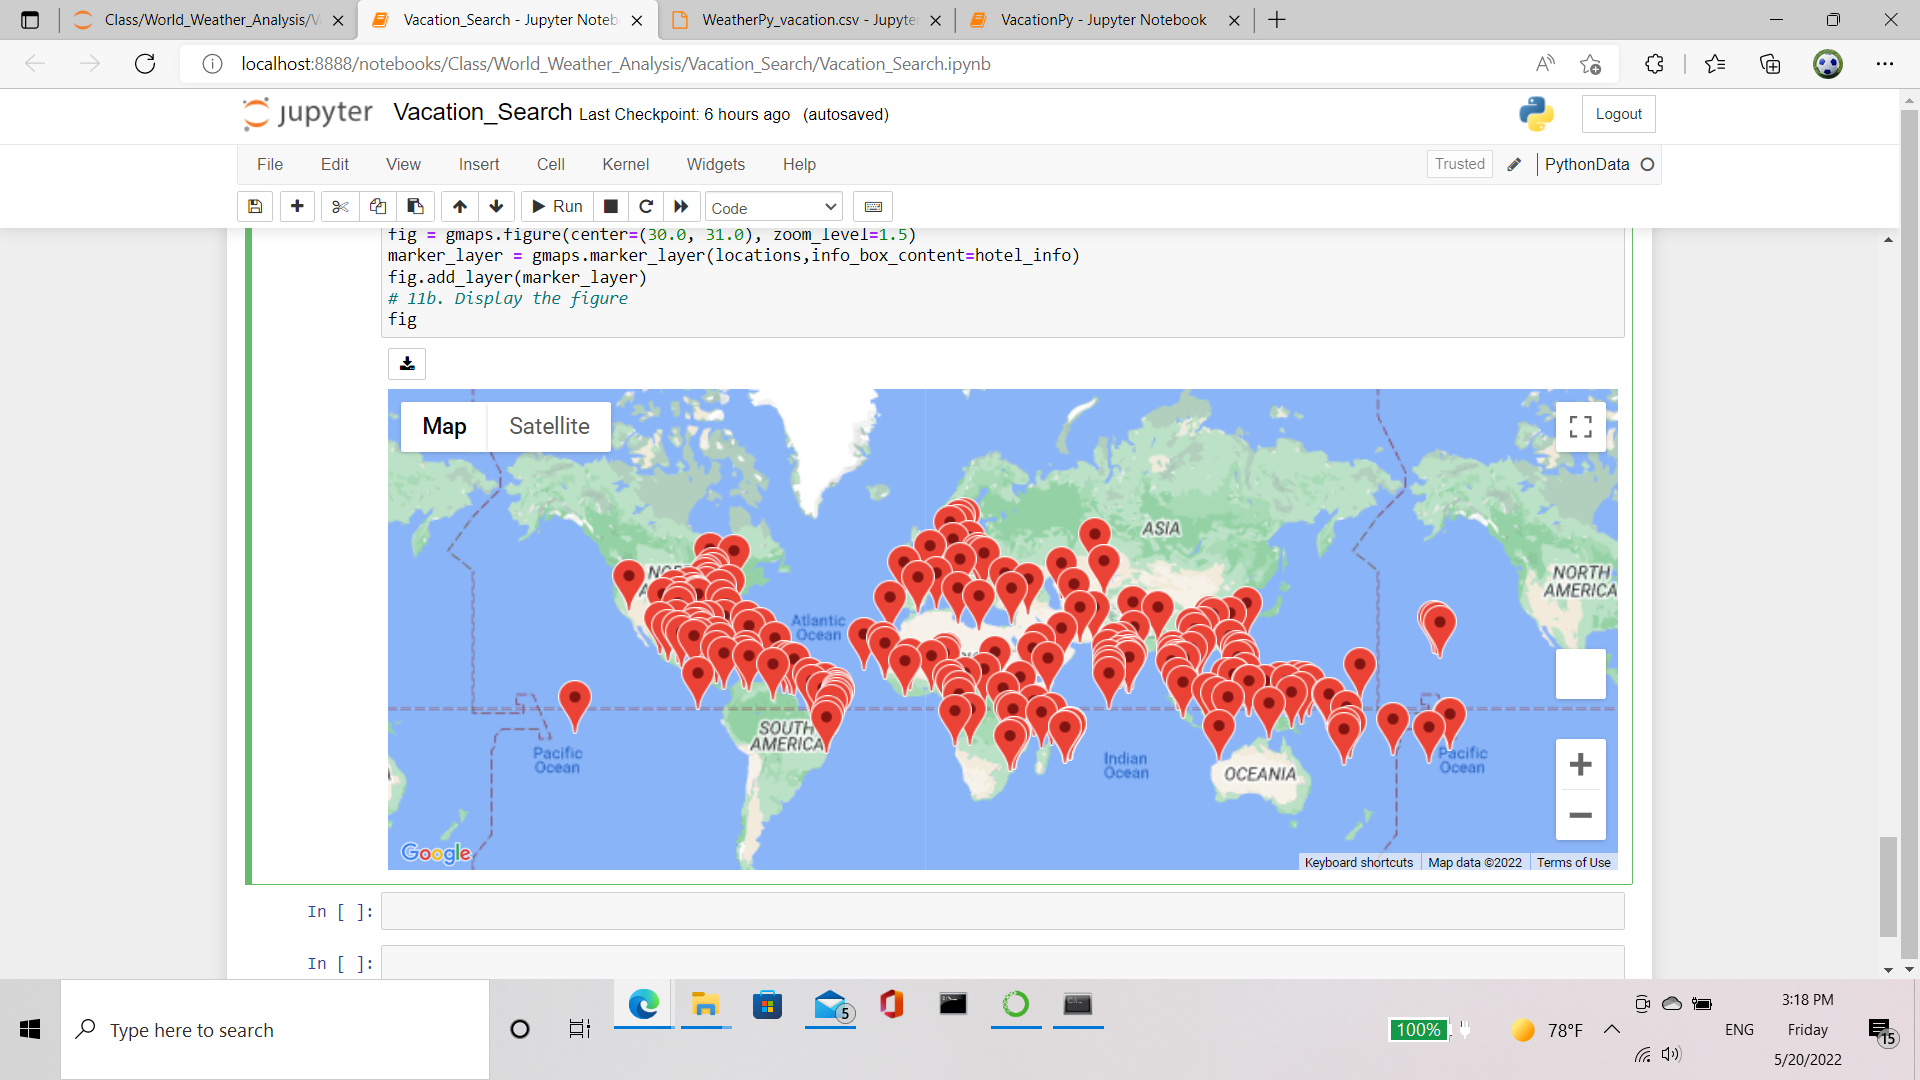 Class/World_Weather_Analysis/V
Vacation_Search - Jupyter Noteb
WeatherPy_vacation.csv - Jupyte
VacationPy - Jupyter Notebook
localhost:8888/notebooks/Class/World_Weather_Analysis/Vacation_Search/Vacation_Search.ipynb
jupyter Vacation_Search Last Checkpoint: 6 hours ago (autosaved)
Logout
File Edit View Insert Cell Kernel Widgets Help
Trusted PythonData
Run Code
fig = gmaps.figure(center=(30.0, 31.0), zoom_level=1.5)
marker_layer = gmaps.marker_layer(locations,info_box_content=hotel_info)
fig.add_layer(marker_layer)
# 11b. Display the figure
fig
Map Satellite
ASIA
NORTH
AMERICA
Atlantic
Ocean
SOUTH
AMERICA
Pacific
Ocean
Indian
Ocean
OCEANIA
Pacific
Ocean
Google
Keyboard shortcuts Map data ©2022 Terms of Use
In [ ]:
In [ ]:
Type here to search
5
100%
78°F
ENG
3:18 PM
Friday
5/20/2022
15